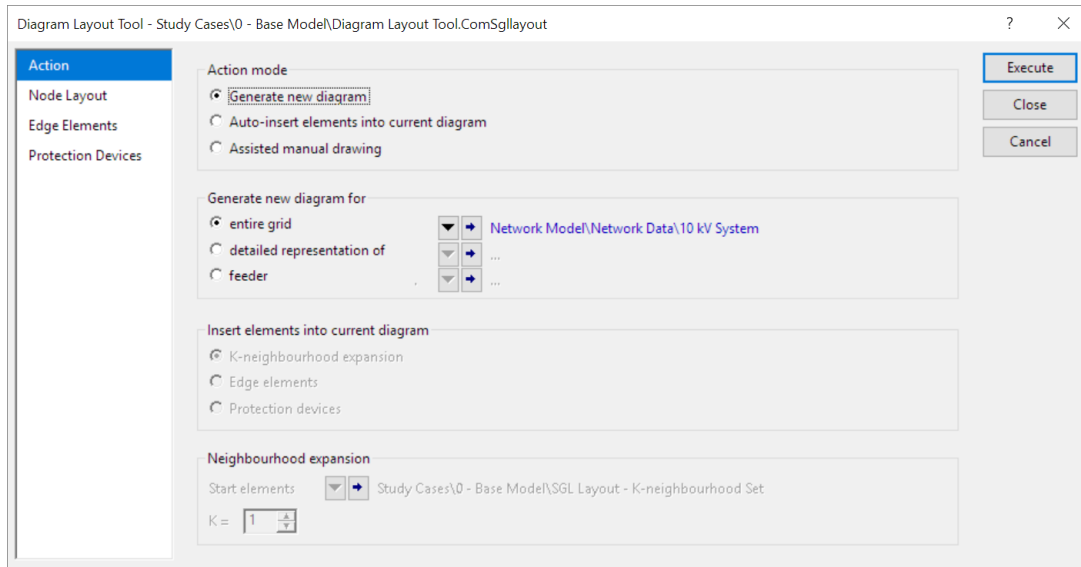 Diagram Layout Tool - Study Cases\0 - Base Model\Diagram Layout Tool.ComSgllayout
?
Action
Node Layout
Edge Elements
Protection Devices
Action mode
Generate new diagram
Auto-insert elements into current diagram
Assisted manual drawing
Generate new diagram for
entire grid
Network Model\Network Data\10 kV System
detailed representation of
...
feeder
.
...
Insert elements into current diagram
K-neighbourhood expansion
Edge elements
Protection devices
Neighbourhood expansion
Start elements
Study Cases\0 - Base Model\SGL Layout - K-neighbourhood Set
K =
1
Execute
Close
Cancel